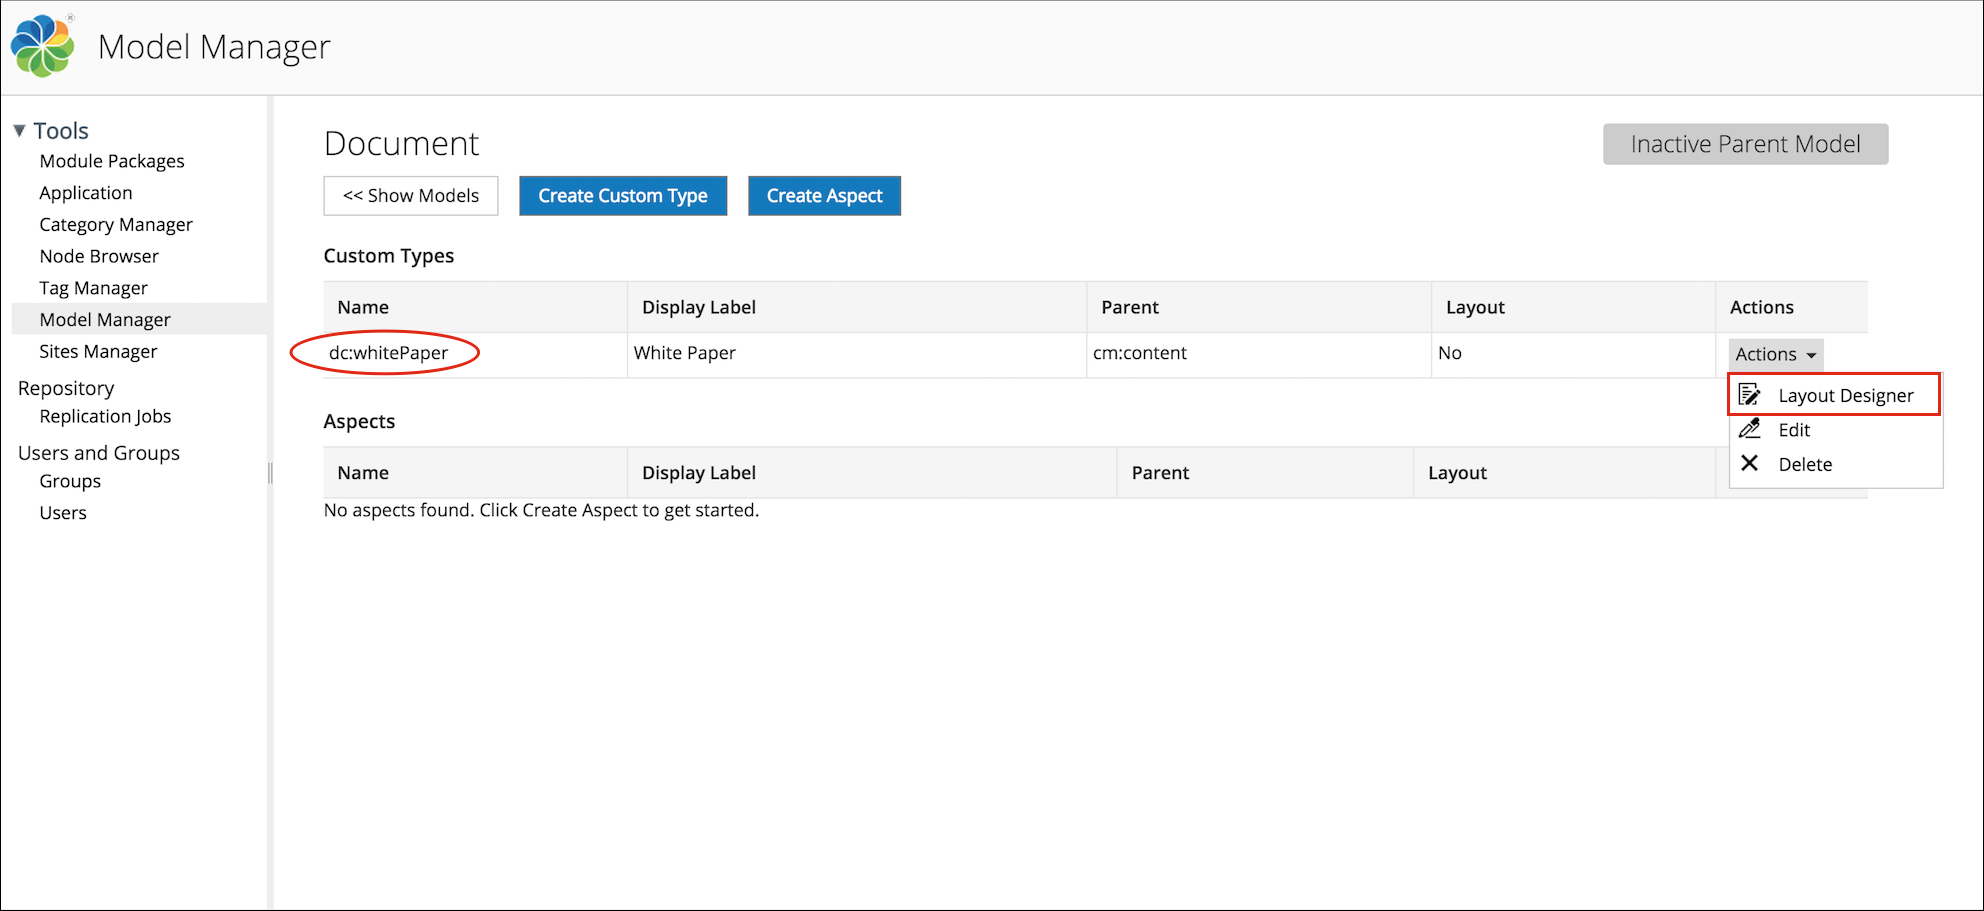 ®
Model Manager
Tools
Module Packages
Application
Category Manager
Node Browser
Tag Manager
Model Manager
Sites Manager
Repository
Replication Jobs
Users and Groups
Groups
Users
Document
Inactive Parent Model
<< Show Models Create Custom Type Create Aspect
Custom Types
Name Display Label Parent Layout Actions
dc:whitePaper White Paper cm:content No Actions
Layout Designer
Edit
Delete
Aspects
Name Display Label Parent Layout
No aspects found. Click Create Aspect to get started.